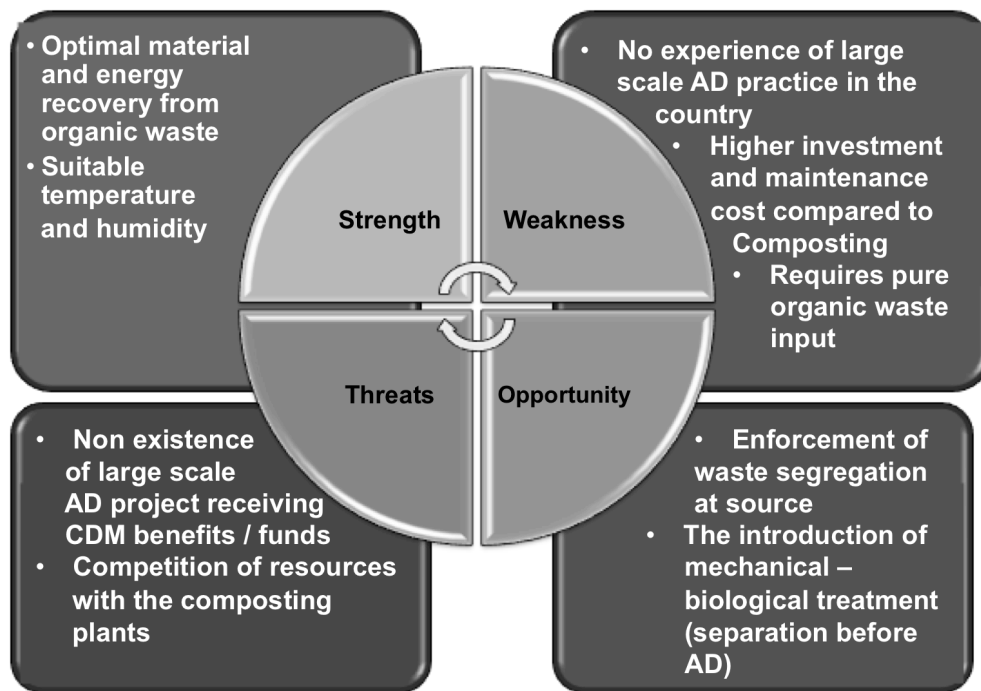 • Optimal material
and energy
recovery from
organic waste
• Suitable
temperature
and humidity
• No experience of large
scale AD practice in the
country
• Higher investment
and maintenance
cost compared to
Composting
• Requires pure
organic waste
input
Strength
Weakness
Threats
Opportunity
• Non existence
of large scale
AD project receiving
CDM benefits / funds
• Competition of resources
with the composting
plants
• Enforcement of
waste segregation
at source
• The introduction of
mechanical –
biological treatment
(separation before
AD)